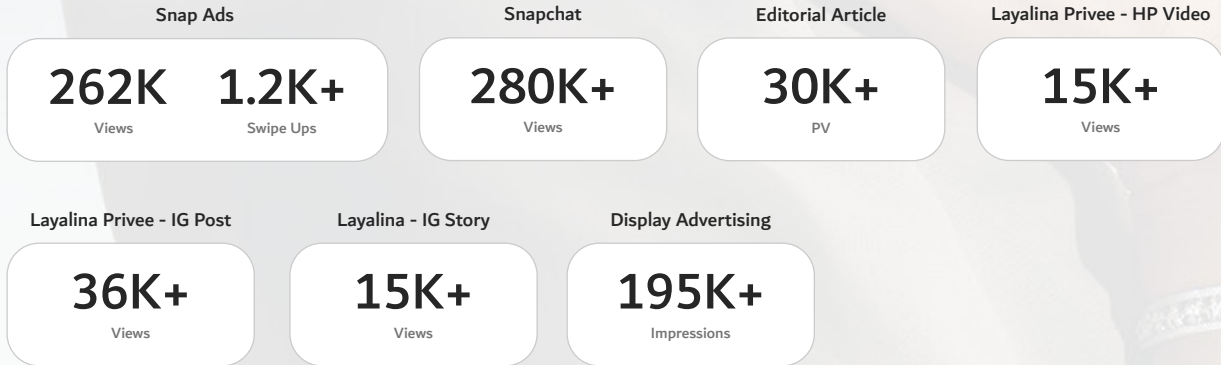 Snap Ads
Snapchat
Editorial Article
Layalina Privee - HP Video
262K 1.2K+
Views Swipe Ups
280K+
Views
30K+
PV
15K+
Views
Layalina Privee - IG Post
Layalina - IG Story
Display Advertising
36K+
Views
15K+
Views
195K+
Impressions